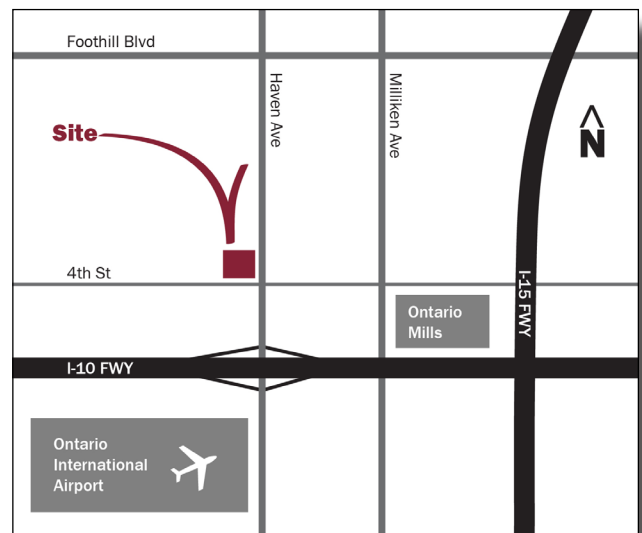 Foothill Blvd
Haven Ave
Milliken Ave
N
Site
4th St
I-15 FWY
Ontario
Mills
I-10 FWY
Ontario
International
Airport